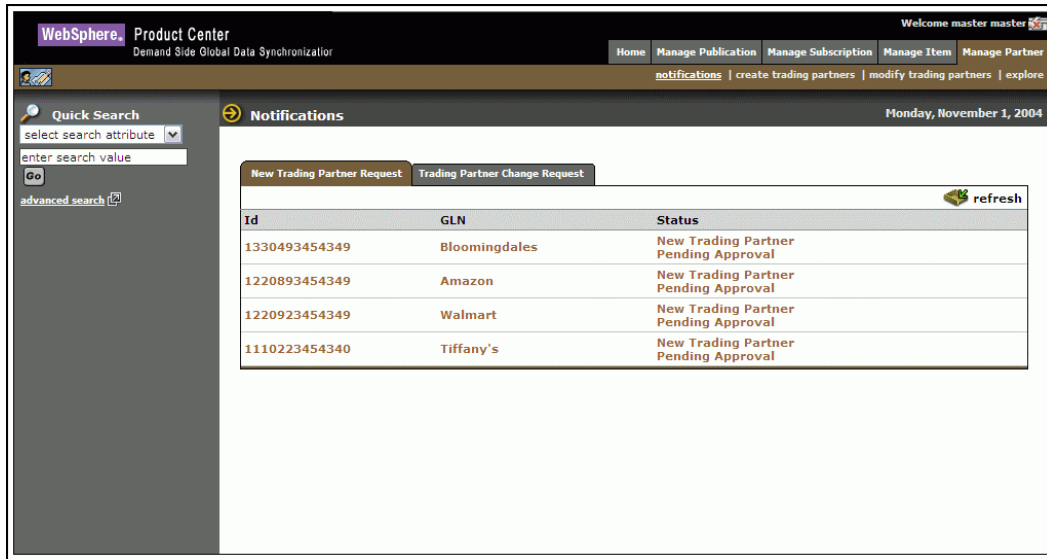 Welcome master master
WebSphere. Product Center
Demand Side Global Data Synchronization
Home Manage Publication Manage Subscription Manage Item Manage Partner
notifications | create trading partners | modify trading partners | explore
Quick Search
Notifications
Monday, November 1, 2004
select search attribute
enter search value
Go
advanced search
New Trading Partner Request Trading Partner Change Request
refresh
Id GLN Status
1330493454349 Bloomingdales New Trading Partner
Pending Approval
1220893454349 Amazon New Trading Partner
Pending Approval
1220923454349 Walmart New Trading Partner
Pending Approval
1110223454340 Tiffany's New Trading Partner
Pending Approval